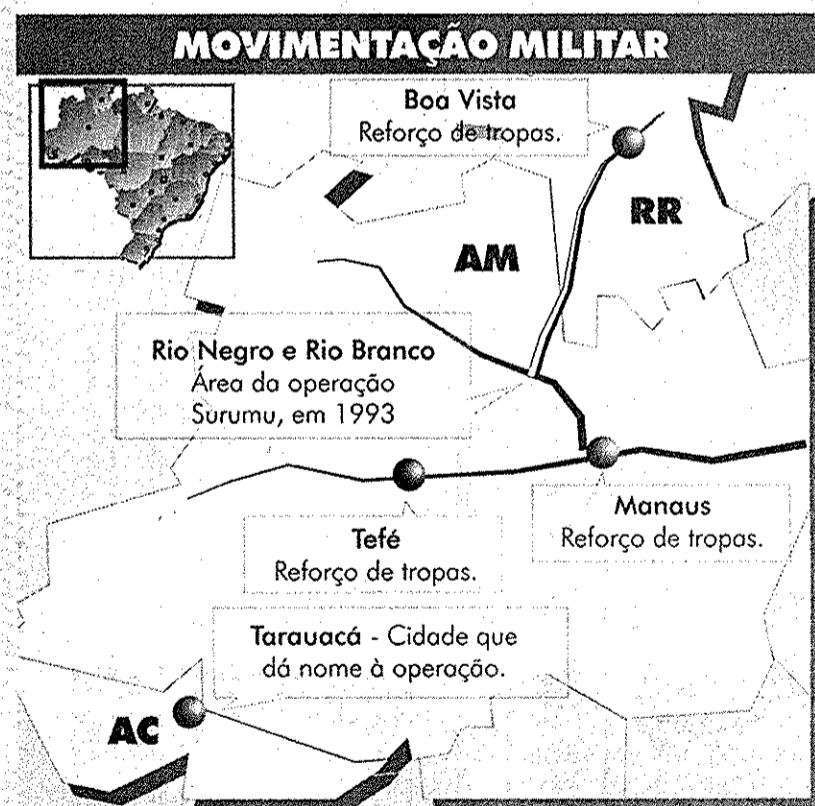 MOVIMENTAÇÃO MILITAR
Boa Vista
Reforço de tropas.
RR
AM
Rio Negro e Rio Branco
Área da operação
Surumu, em 1993
Manaus
Reforço de tropas.
Tefé
Reforço de tropas.
Tarauacá - Cidade que
dá nome à operação.
AC